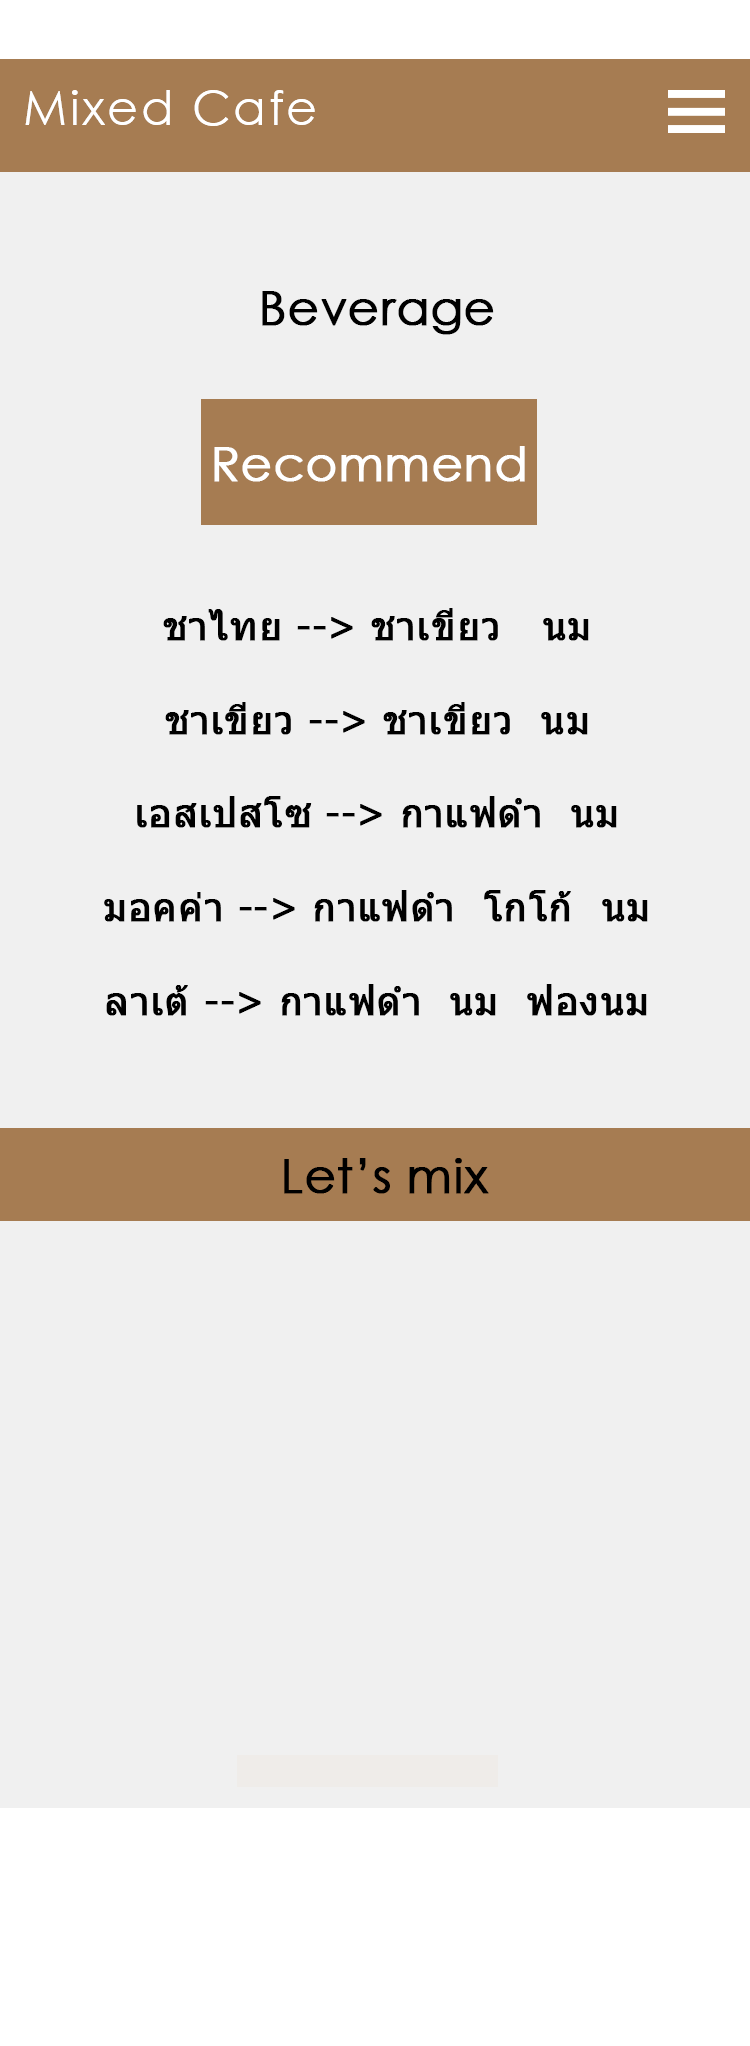 Mixed Cafe
Beverage
Recommend
ชาไทย --> ชาเขียว นม
ชาเขียว --> ชาเขียว นม
เอสเปสโซ --> กาแฟดำ นม
มอคค่า --> กาแฟดำ โกโก้ นม
ลาเต้ --> กาแฟดำ นม ฟองนม
Let’s mix